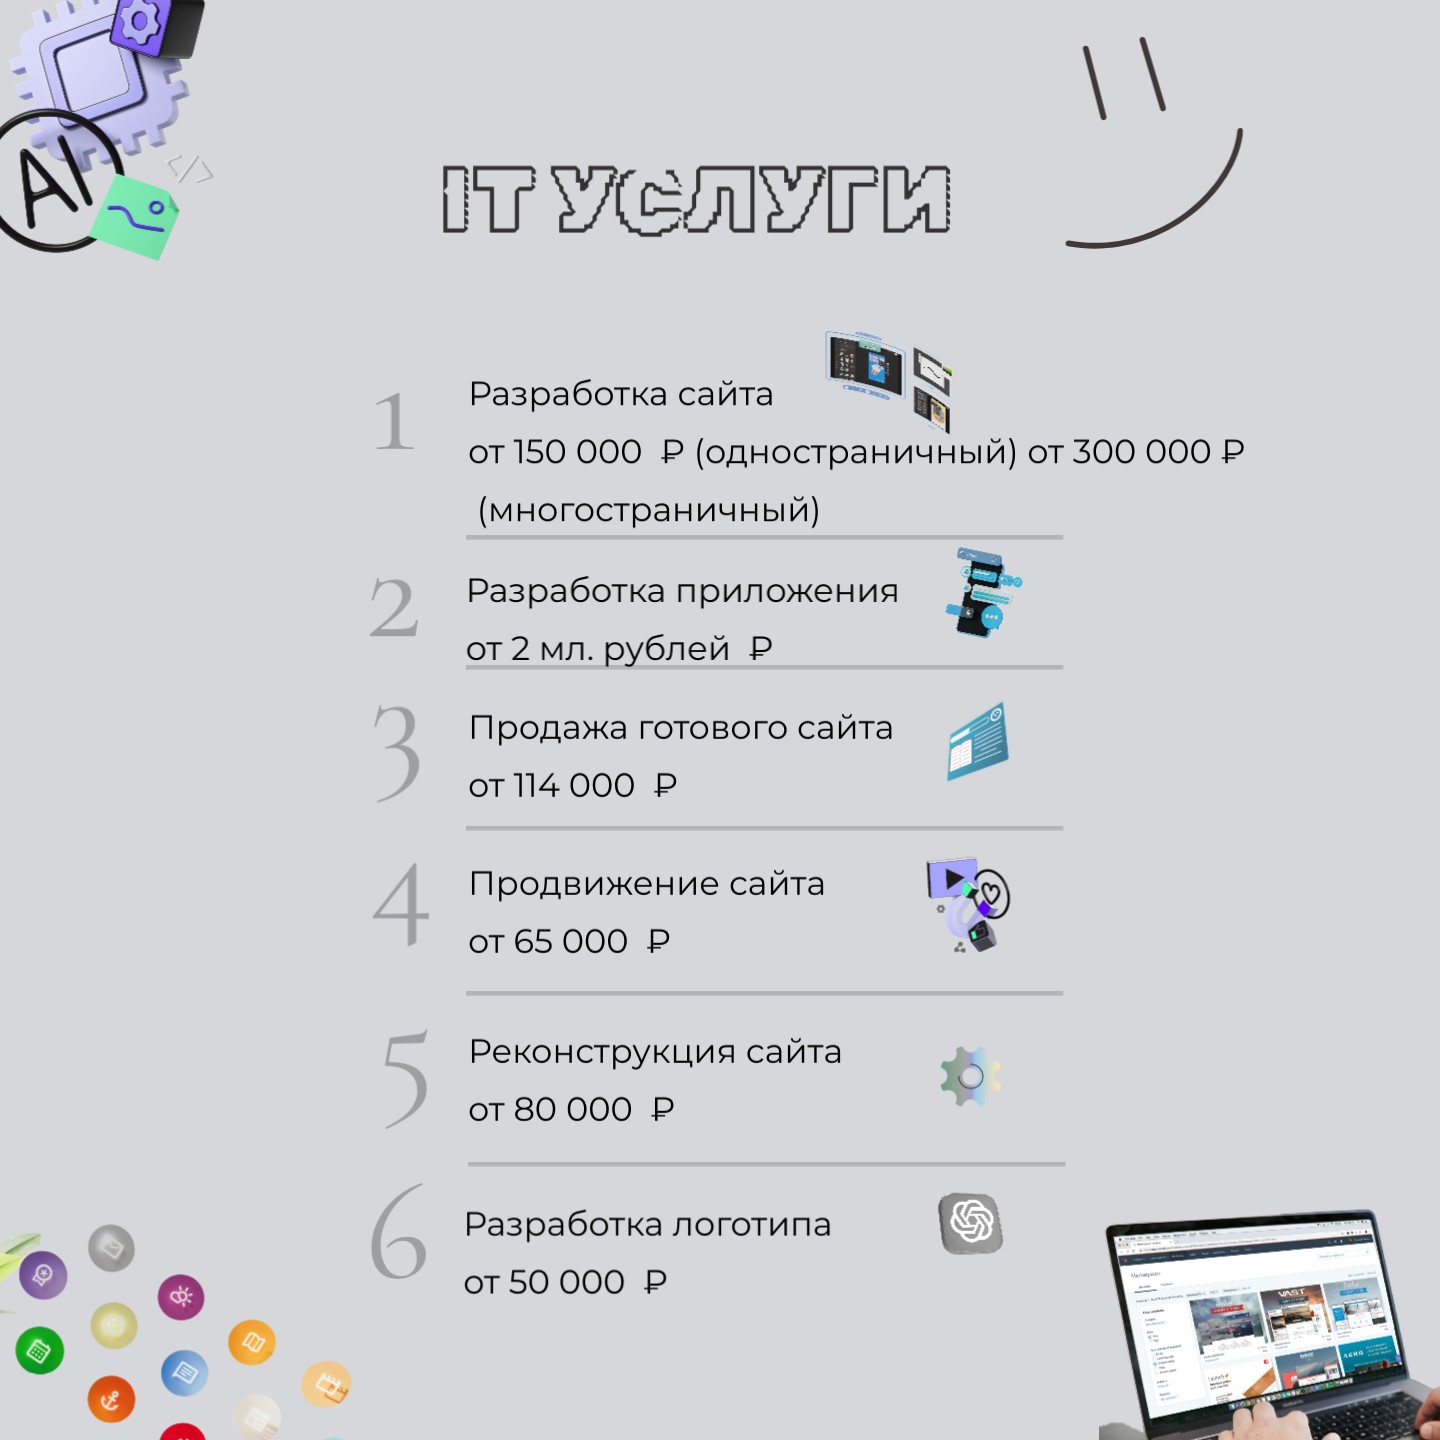 AI
</>
IT УСЛУГИ
1
Разработка сайта
от 150 000 ₽ (одностраничный) от 300 000 ₽
(многостраничный)
2
Разработка приложения
от 2 мл. рублей ₽
3
Продажа готового сайта
от 114 000 ₽
4
Продвижение сайта
от 65 000 ₽
5
Реконструкция сайта
от 80 000 ₽
6
Разработка логотипа
от 50 000 ₽
VAST